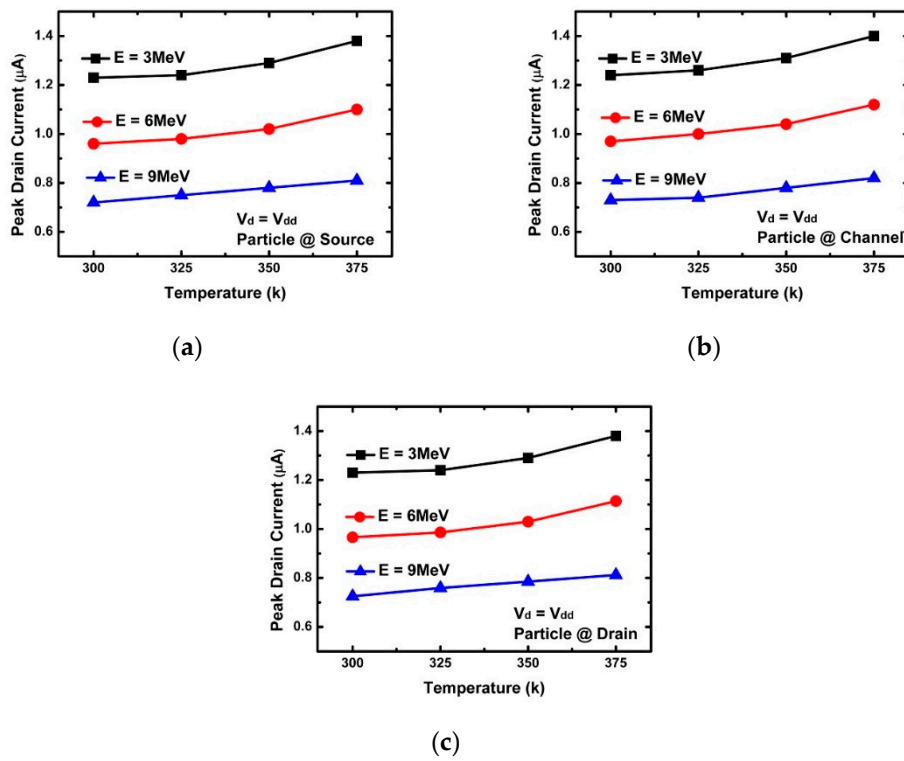 1.4
1.2
1.0
0.8
0.6
Peak Drain Current (μA)
E = 3MeV
E = 6MeV
E = 9MeV
Vd = Vdd
Particle @ Source
300 325 350 375
Temperature (k)
(a)
1.4
1.2
1.0
0.8
0.6
Peak Drain Current (μA)
E = 3MeV
E = 6MeV
E = 9MeV
Vd = Vdd
Particle @ Channel
300 325 350 375
Temperature (k)
(b)
1.4
1.2
1.0
0.8
0.6
Peak Drain Current (μA)
E = 3MeV
E = 6MeV
E = 9MeV
Vd = Vdd
Particle @ Drain
300 325 350 375
Temperature (k)
(c)